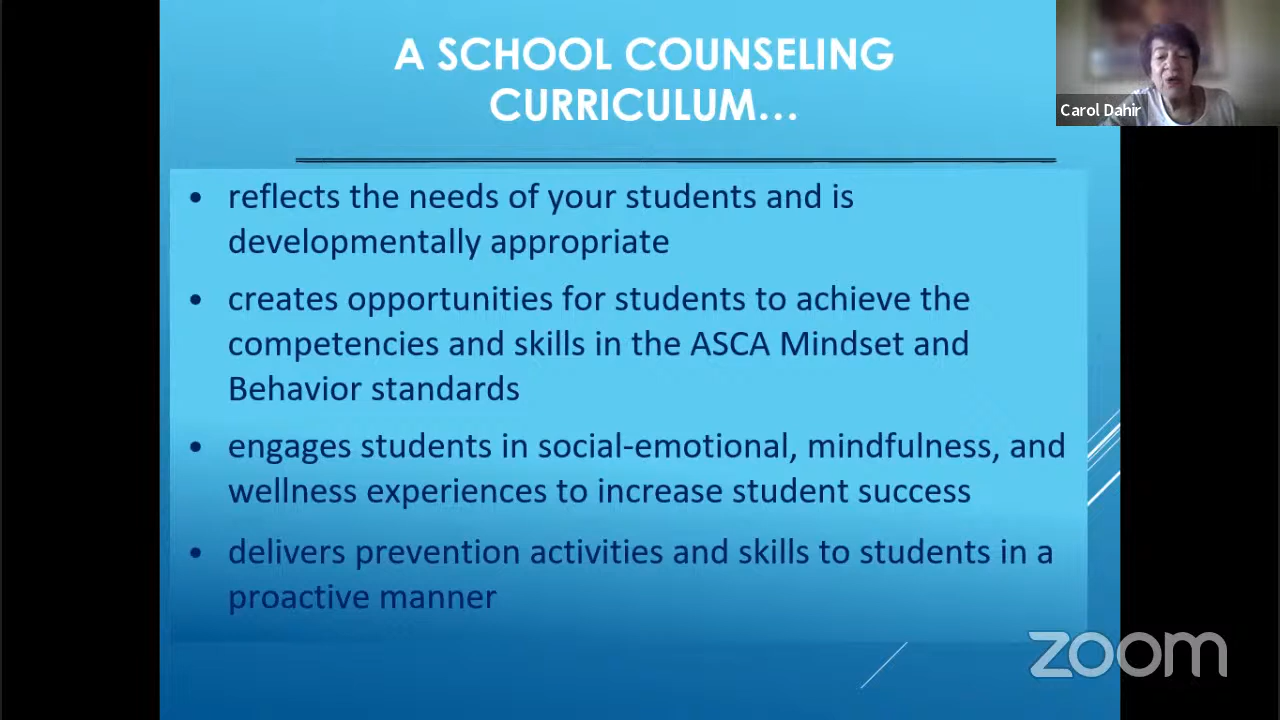 A SCHOOL COUNSELING
CURRICULUM...
Carol Dahir
• reflects the needs of your students and is
developmentally appropriate
• creates opportunities for students to achieve the
competencies and skills in the ASCA Mindset and
Behavior standards
• engages students in social-emotional, mindfulness, and
wellness experiences to increase student success
• delivers prevention activities and skills to students in a
proactive manner
zoom